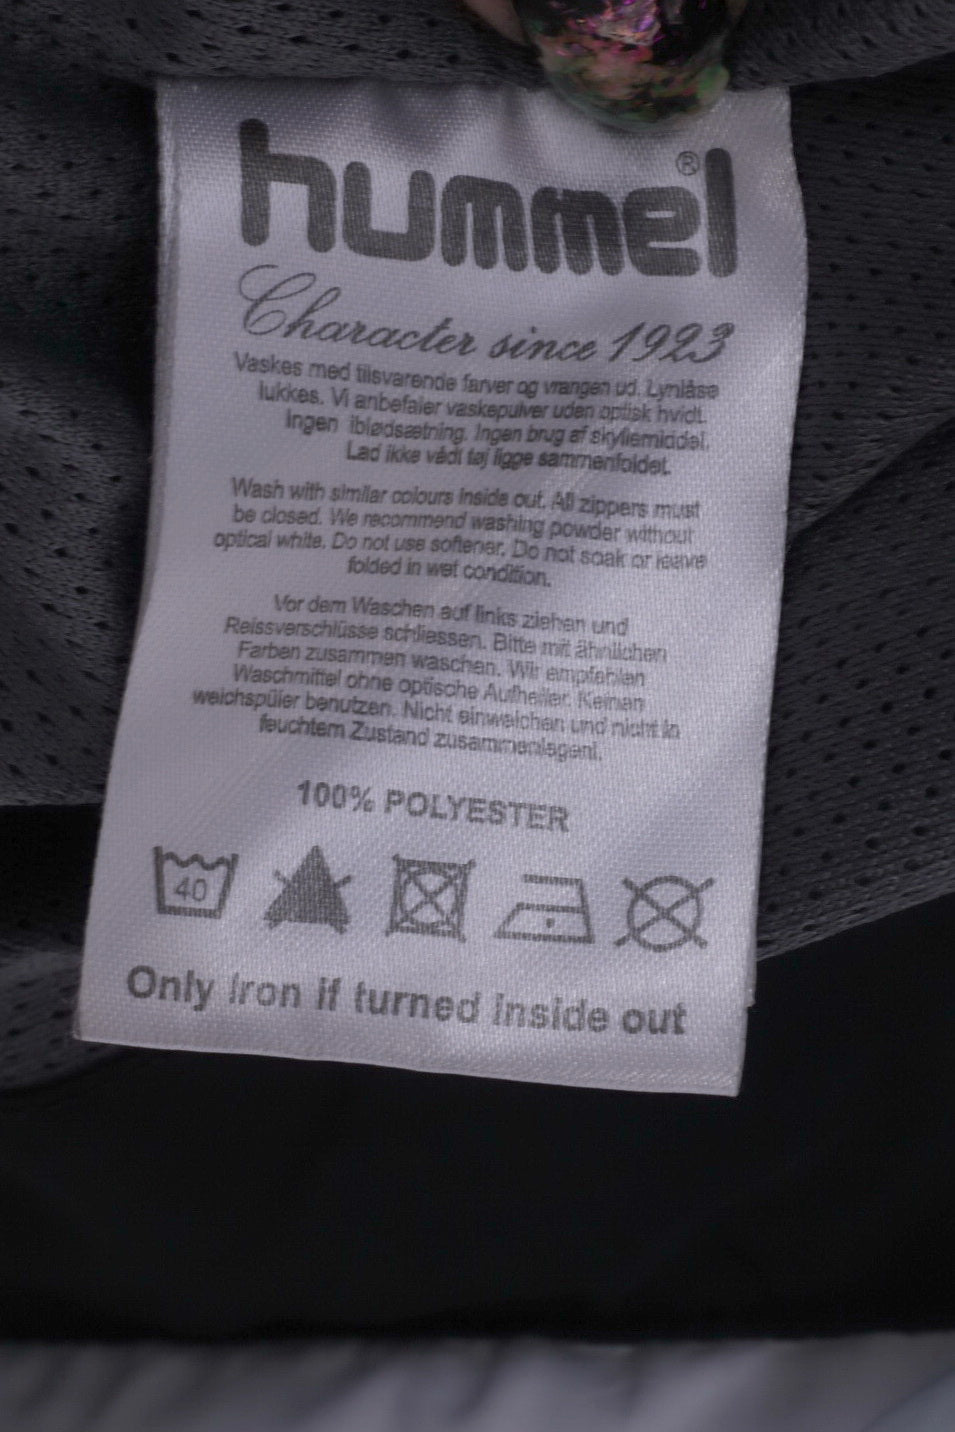 hummel®
Character since 1923
Vaskes med tilsvarende farver og vrangen ud. Lynlåse
lukkes. Vi anbefaler vaskepulver uden optisk hvidt.
Ingen iblødsætning. Ingen brug af skyllemiddel.
Lad ikke vådt tøj ligge sammenfoldet.
Wash with similar colours inside out. All zippers must
be closed. We recommend washing powder without
optical white. Do not use softener. Do not soak or leave
folded in wet condition.
Vor dem Waschen auf links ziehen und
Reissverschlüsse schliessen. Bitte mit ähnlichen
Farben zusammen waschen. Wir empfehlen
Waschmittel ohne optische Aufheller. Keinen
weichspüler benutzen. Nicht einweichen und nicht in
feuchtem Zustand zusammenlegen!.
100% POLYESTER
40
Only iron if turned inside out